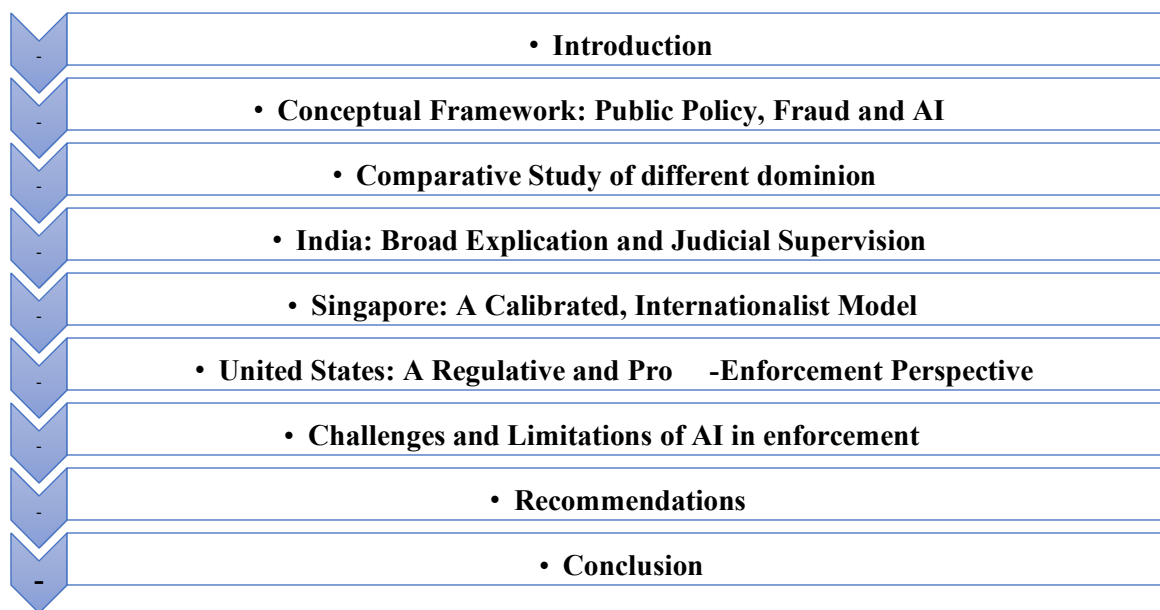 - • Introduction
- • Conceptual Framework: Public Policy, Fraud and AI
- • Comparative Study of different dominion
- • India: Broad Explication and Judicial Supervision
- • Singapore: A Calibrated, Internationalist Model
- • United States: A Regulative and Pro -Enforcement Perspective
- • Challenges and Limitations of AI in enforcement
- • Recommendations
- • Conclusion